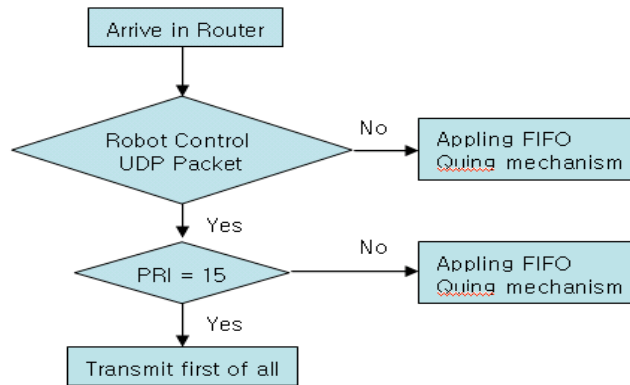 Arrive in Router
Robot Control
UDP Packet
No
Appling FIFO
Quing mechanism
Yes
PRI = 15
No
Appling FIFO
Quing mechanism
Yes
Transmit first of all